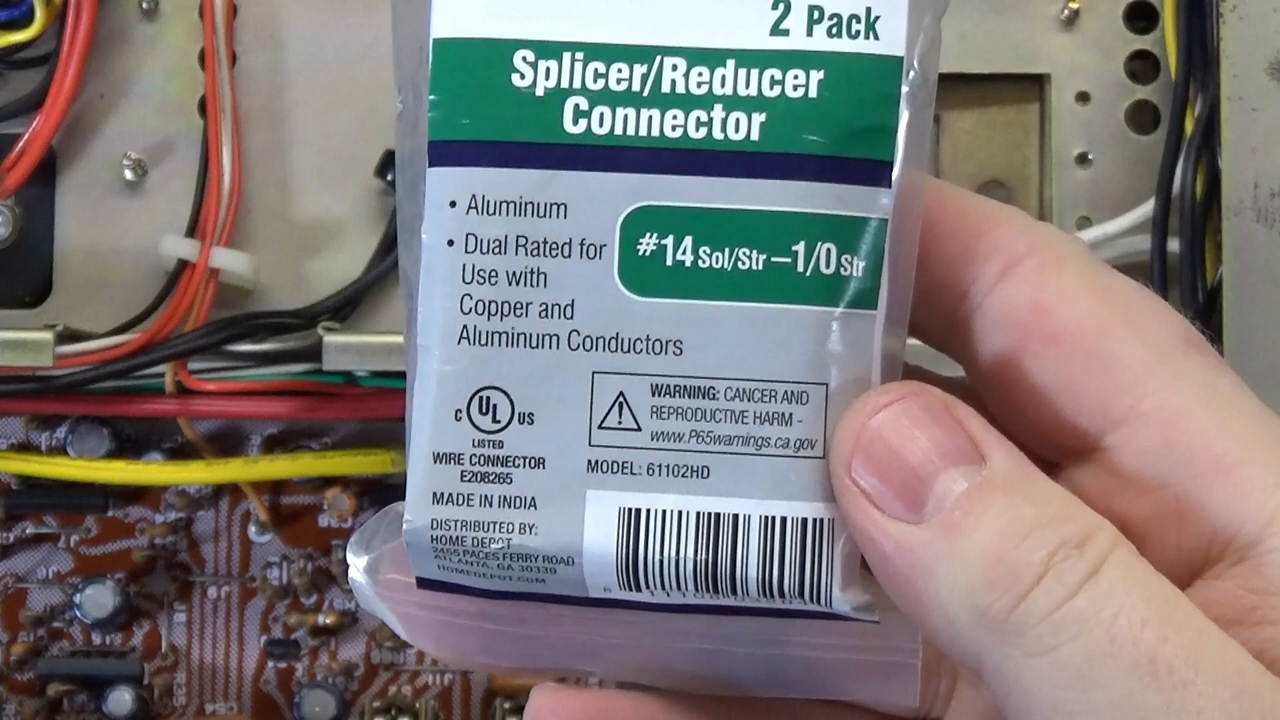 2 Pack
Splicer/Reducer
Connector
• Aluminum
• Dual Rated for
Use with
Copper and
Aluminum Conductors
#14 Sol/Str –1/0 Str
C UL US
LISTED
WIRE CONNECTOR
E208265
MADE IN INDIA
DISTRIBUTED BY:
HOME DEPOT
2455 PACES FERRY ROAD
ATLANTA, GA 30339
HOMEDEPOT.COM
WARNING: CANCER AND
REPRODUCTIVE HARM -
www.P65warnings.ca.gov
MODEL: 61102HD